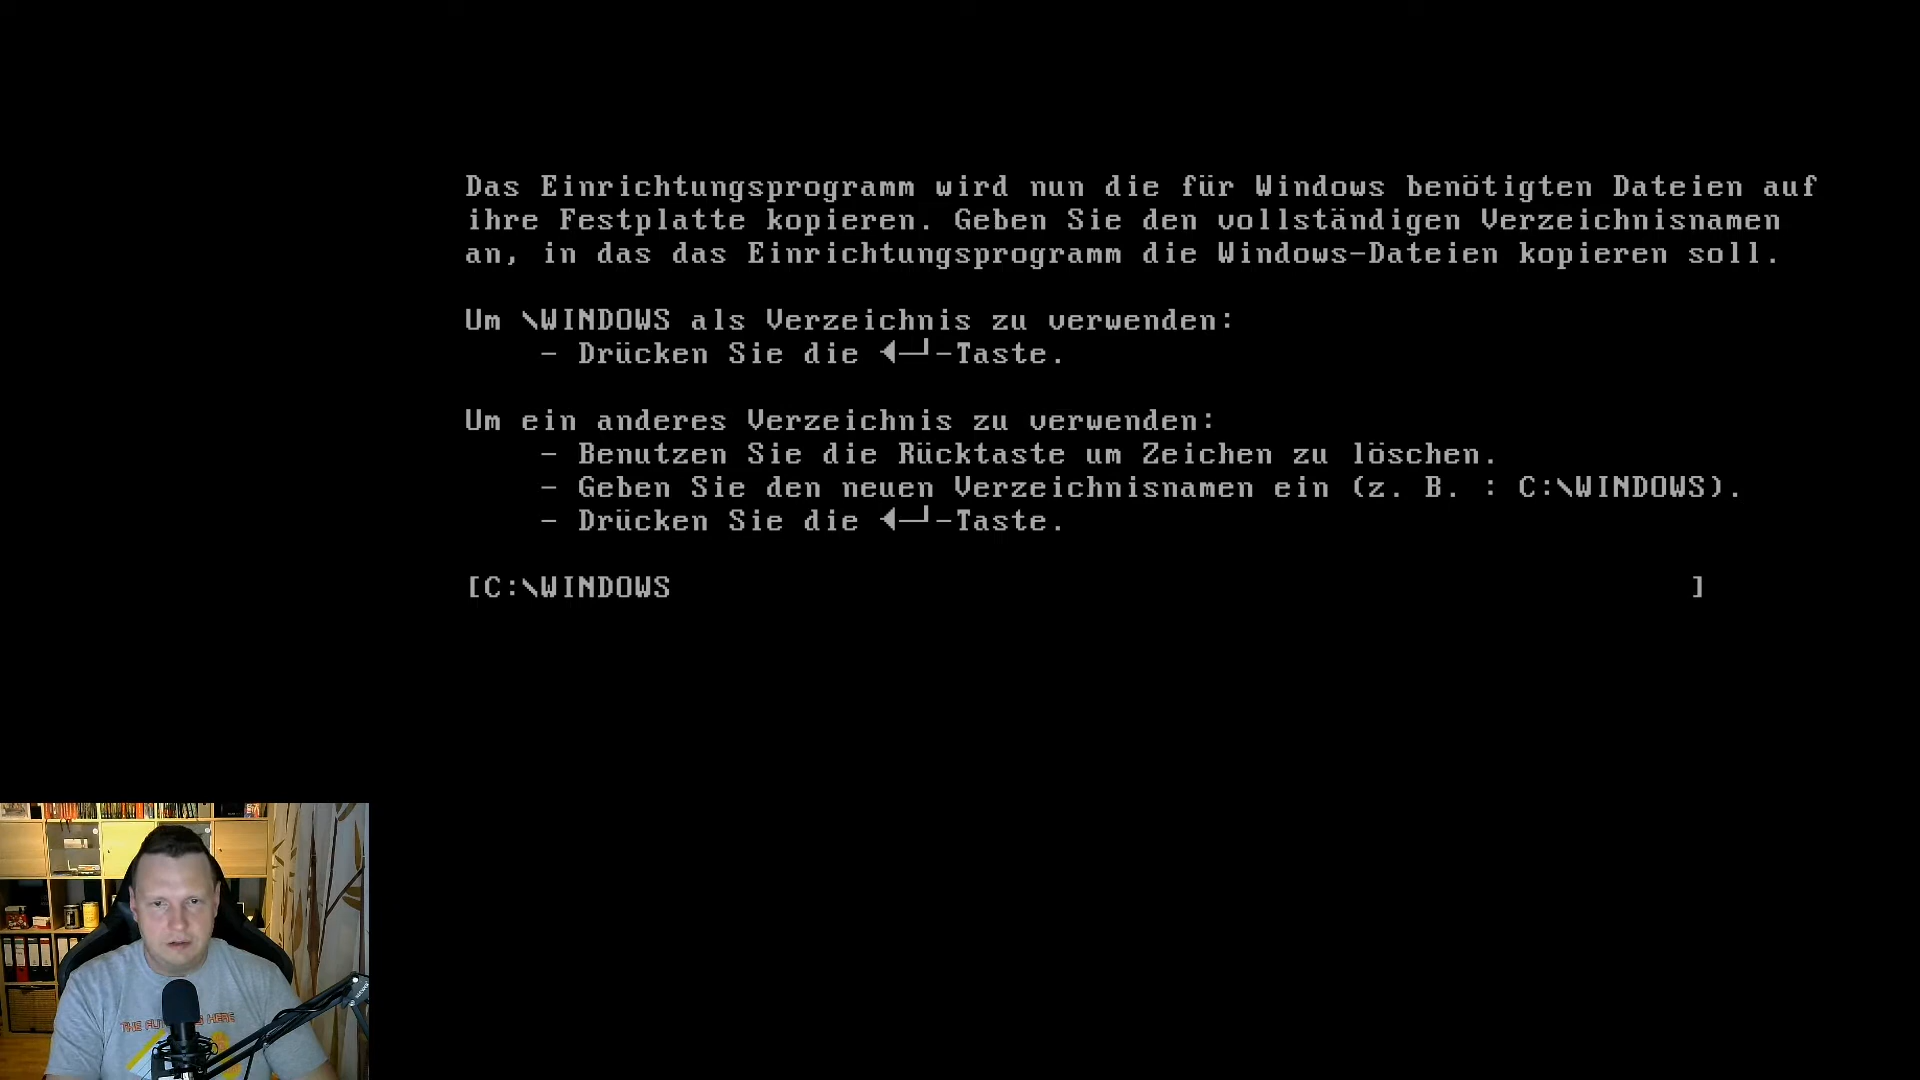 Das Einrichtungsprogramm wird nun die für Windows benötigten Dateien auf
ihre Festplatte kopieren. Geben Sie den vollständigen Verzeichnisnamen
an, in das das Einrichtungsprogramm die Windows-Dateien kopieren soll.
Um \WINDOWS als Verzeichnis zu verwenden:
- Drücken Sie die ◄─┘-Taste.
Um ein anderes Verzeichnis zu verwenden:
- Benutzen Sie die Rücktaste um Zeichen zu löschen.
- Geben Sie den neuen Verzeichnisnamen ein (z. B. : C:\WINDOWS).
- Drücken Sie die ◄─┘-Taste.
[C:\WINDOWS ]
THE HERE